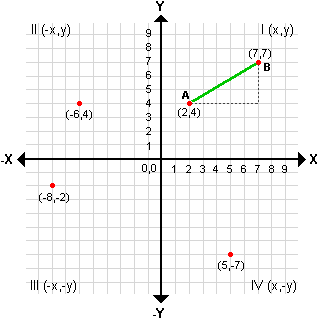 Y
II (-x,y)
I (x,y)
9
8
7
6
5
4
3
2
1
(7,7)
B
A
(2,4)
(-6,4)
-X
X
0,0
1 2 3 4 5 6 7 8 9
(-8,-2)
(5,-7)
III (x,-y)
IV (x,-y)
-Y